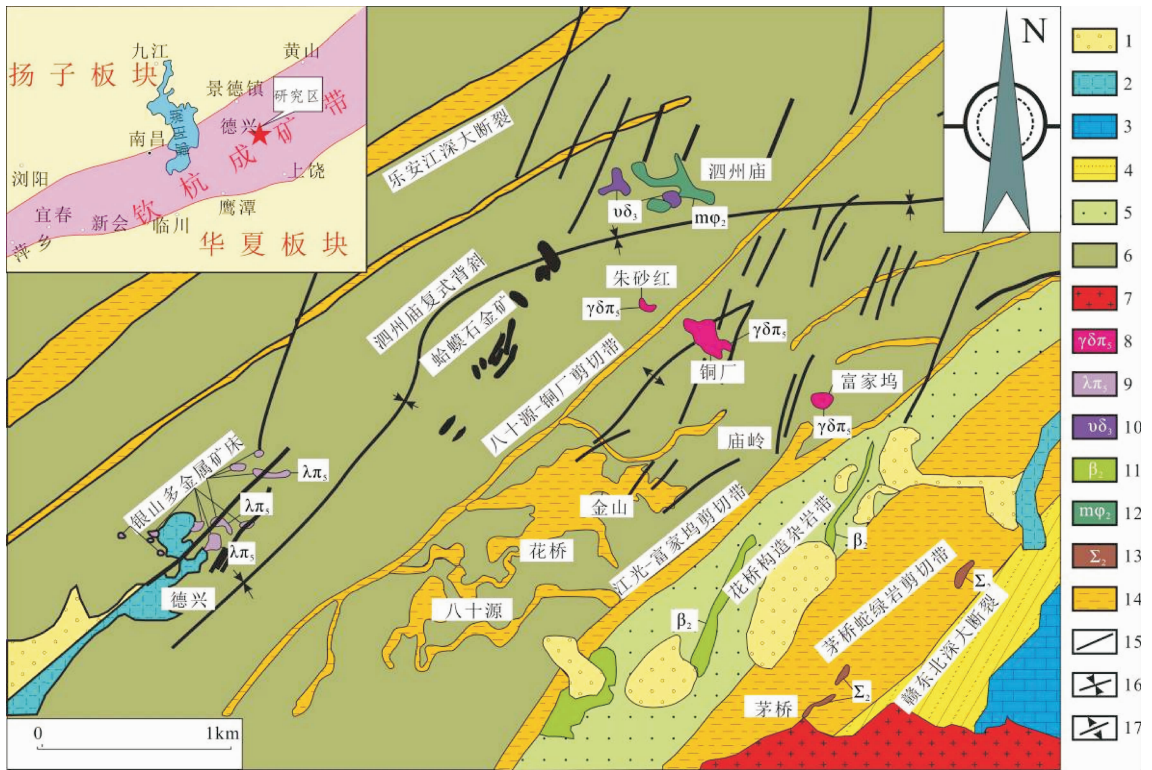 九江
黄山
扬子板块
景德镇
研究区
德兴
南昌
鄱阳湖
钦杭成矿带
上饶
浏阳
宜春
新会
临川
鹰潭
萍乡
华夏板块
乐安江深大断裂
泗州庙
υδ₃
mφ₂
泗州庙复式背斜
朱砂红
γδπ₅
蛤蟆石金矿
γδπ₅
铜厂
八十源-铜厂剪切带
富家坞
γδπ₅
庙岭
银山多金属矿床
λπ₅
λπ₅
λπ₅
金山
花桥
江光-富家坞剪切带
花桥构造杂岩带
β₂
德兴
八十源
β₂
茅桥蛇绿岩剪切带
Σ₂
赣东北深大断裂
Σ₂
茅桥
0 1km
N
1
2
3
4
5
6
7
γδπ₅ 8
λπ₅ 9
υδ₃ 10
β₂ 11
mφ₂ 12
Σ₂ 13
14
15
16
17